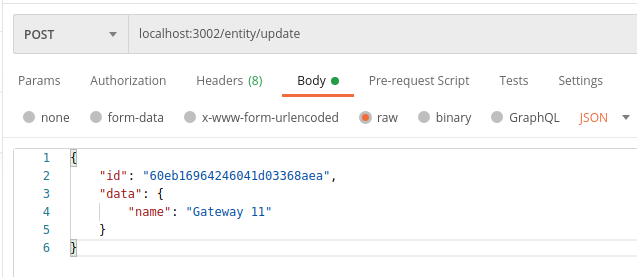 POST localhost:3002/entity/update
Params Authorization Headers (8) Body Pre-request Script Tests Settings
none form-data x-www-form-urlencoded raw binary GraphQL JSON
1 {
2 "id": "60eb16964246041d03368aea",
3 "data": {
4 "name": "Gateway 11"
5 }
6 }